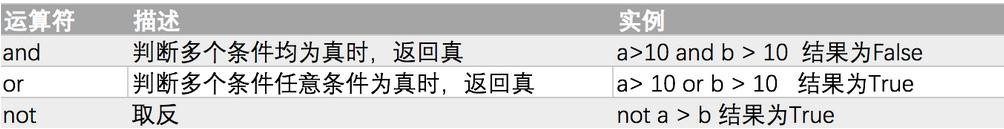 运算符 描述 实例
and 判断多个条件均为真时，返回真 a>10 and b > 10 结果为False
or 判断多个条件任意条件为真时，返回真 a> 10 or b > 10 结果为True
not 取反 not a > b 结果为True